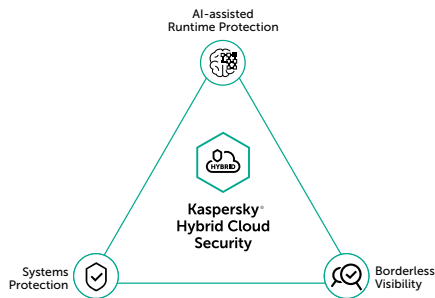 AI-assisted
Runtime Protection
HYBRID
Kaspersky®
Hybrid Cloud
Security
Systems
Protection
Borderless
Visibility